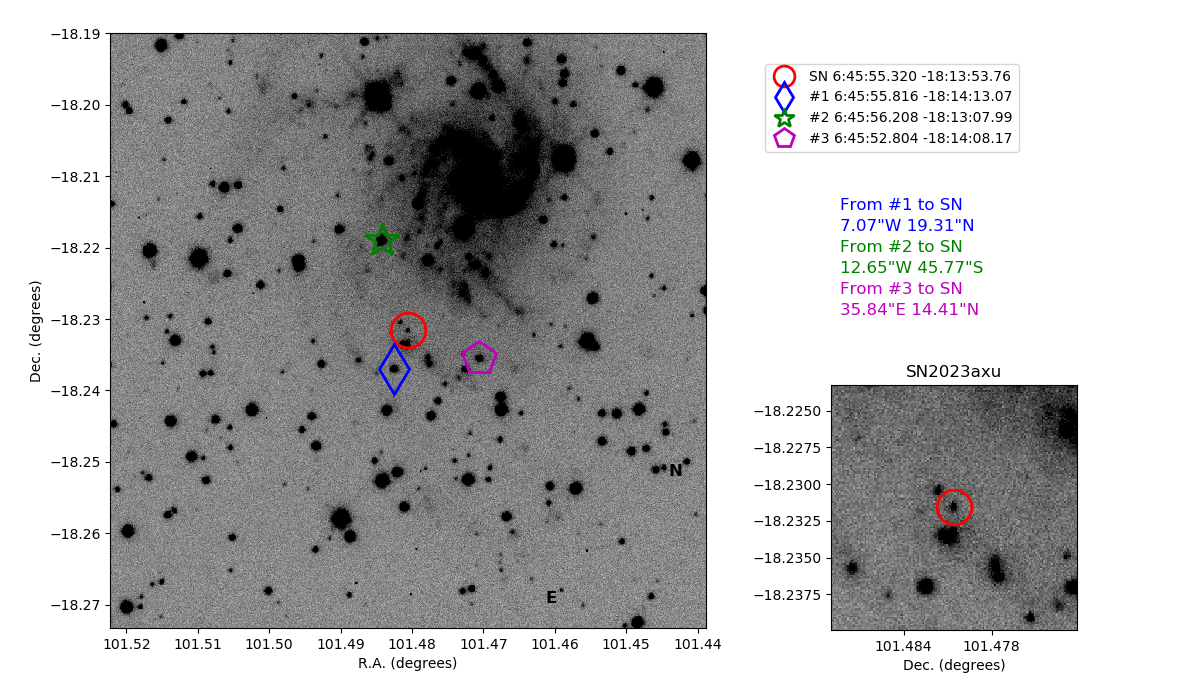 −18.19
−18.20
−18.21
−18.22
−18.23
−18.24
−18.25
−18.26
−18.27
Dec. (degrees)
101.52 101.51 101.50 101.49 101.48 101.47 101.46 101.45 101.44
R.A. (degrees)
N
E
SN 6:45:55.320 -18:13:53.76
#1 6:45:55.816 -18:14:13.07
#2 6:45:56.208 -18:13:07.99
#3 6:45:52.804 -18:14:08.17
From #1 to SN
7.07"W 19.31"N
From #2 to SN
12.65"W 45.77"S
From #3 to SN
35.84"E 14.41"N
SN2023axu
−18.2250
−18.2275
−18.2300
−18.2325
−18.2350
−18.2375
101.484 101.478
Dec. (degrees)